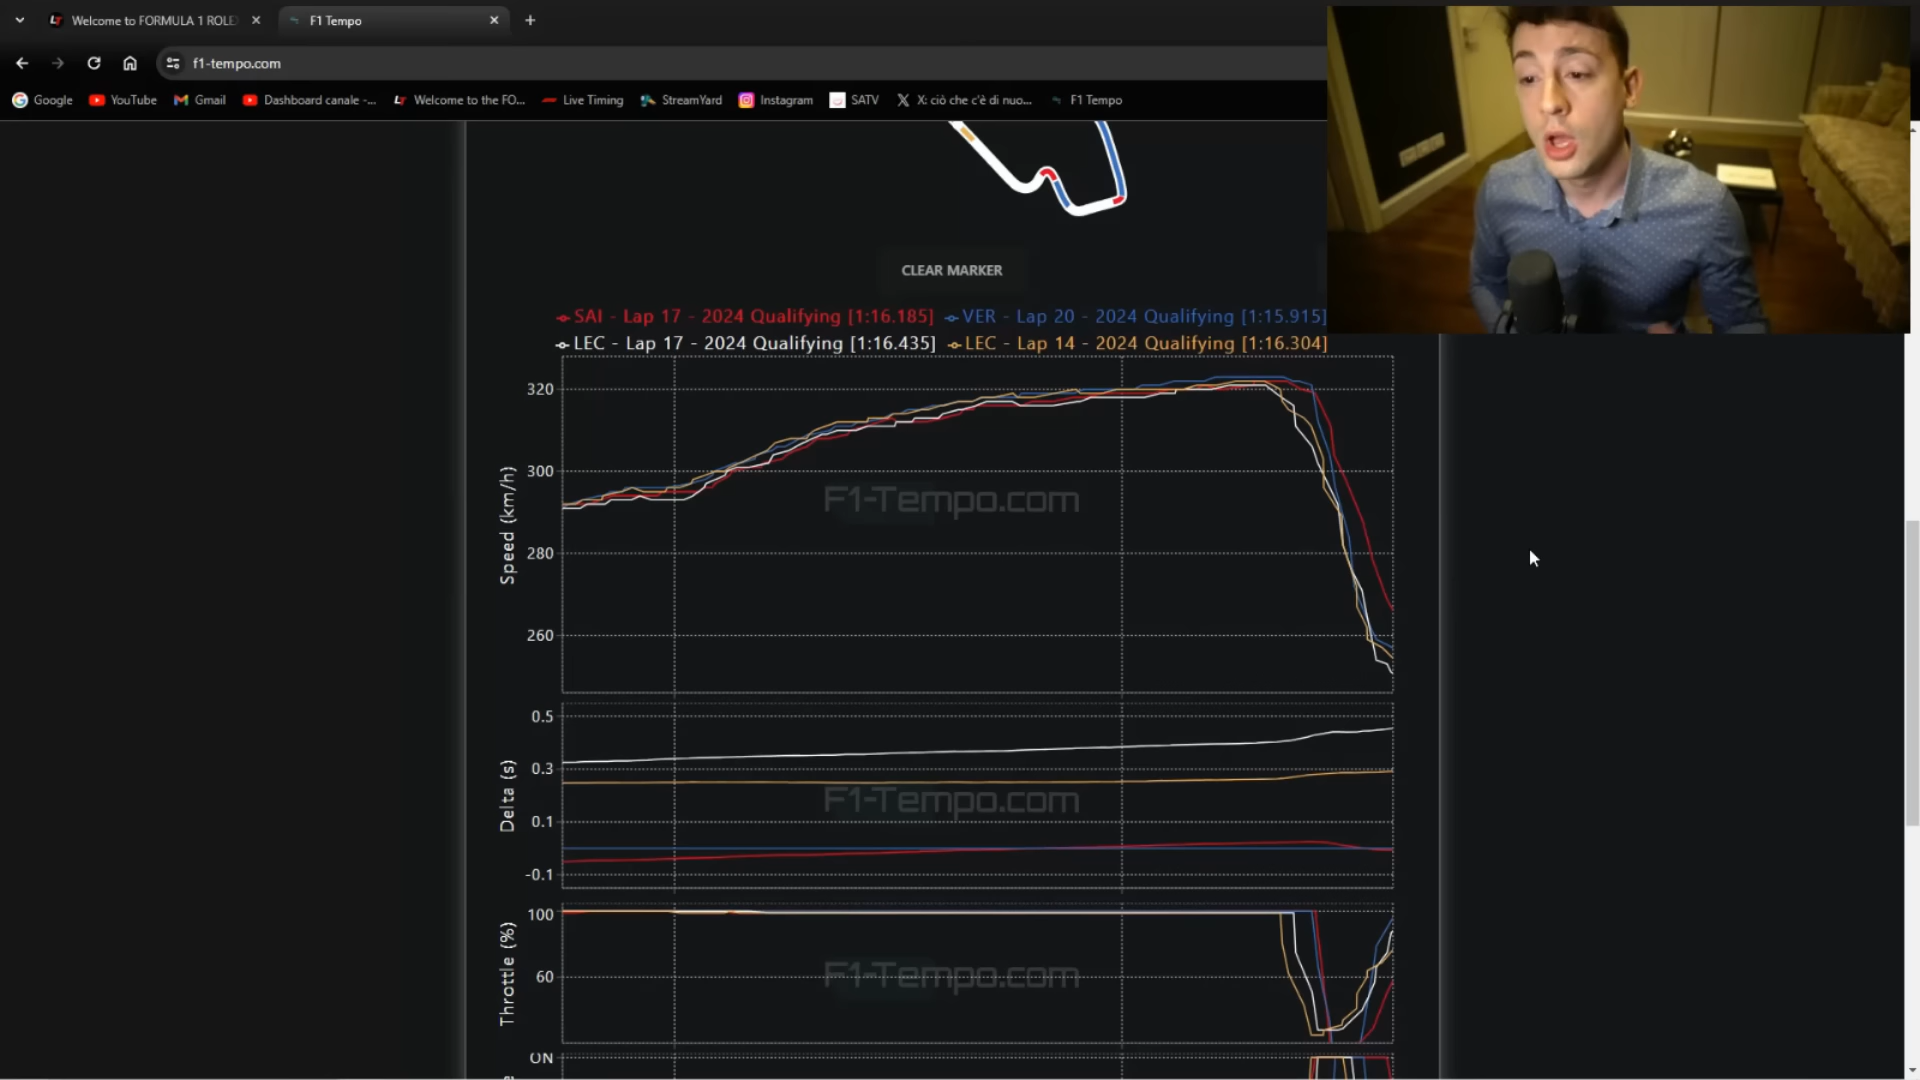 Welcome to FORMULA 1 ROLE
F1 Tempo
f1-tempo.com
Google
YouTube
Gmail
Dashboard canale -...
Welcome to the FO...
Live Timing
StreamYard
Instagram
SATV
X: ciò che c'è di nuo...
F1 Tempo
CLEAR MARKER
SAI - Lap 17 - 2024 Qualifying [1:16.185]
VER - Lap 20 - 2024 Qualifying [1:15.915]
LEC - Lap 17 - 2024 Qualifying [1:16.435]
LEC - Lap 14 - 2024 Qualifying [1:16.304]
Speed (km/h)
320
300
280
260
F1-Tempo.com
Delta (s)
0.5
0.3
0.1
-0.1
F1-Tempo.com
Throttle (%)
100
60
F1-Tempo.com
ON